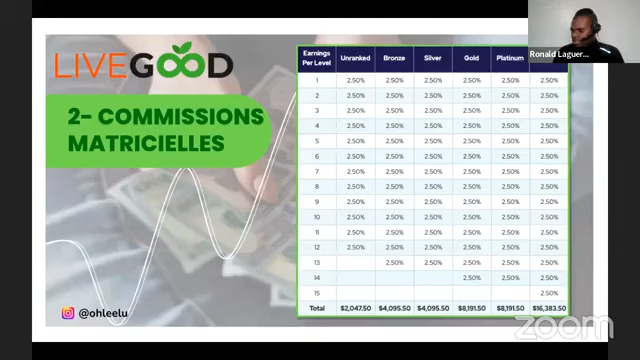 Ronald Laguer...
LIVEGOOD
2- COMMISSIONS
MATRICIELLES
@ohleelu
Earnings Per Level Unranked Bronze Silver Gold Platinum
1 2.50% 2.50% 2.50% 2.50% 2.50% 2.50%
2 2.50% 2.50% 2.50% 2.50% 2.50% 2.50%
3 2.50% 2.50% 2.50% 2.50% 2.50% 2.50%
4 2.50% 2.50% 2.50% 2.50% 2.50% 2.50%
5 2.50% 2.50% 2.50% 2.50% 2.50% 2.50%
6 2.50% 2.50% 2.50% 2.50% 2.50% 2.50%
7 2.50% 2.50% 2.50% 2.50% 2.50% 2.50%
8 2.50% 2.50% 2.50% 2.50% 2.50% 2.50%
9 2.50% 2.50% 2.50% 2.50% 2.50% 2.50%
10 2.50% 2.50% 2.50% 2.50% 2.50% 2.50%
11 2.50% 2.50% 2.50% 2.50% 2.50% 2.50%
12 2.50% 2.50% 2.50% 2.50% 2.50% 2.50%
13 2.50% 2.50% 2.50% 2.50% 2.50%
14 2.50% 2.50% 2.50%
15 2.50%
Total $2,047.50 $4,095.50 $4,095.50 $8,191.50 $8,191.50 $16,383.50
zoom